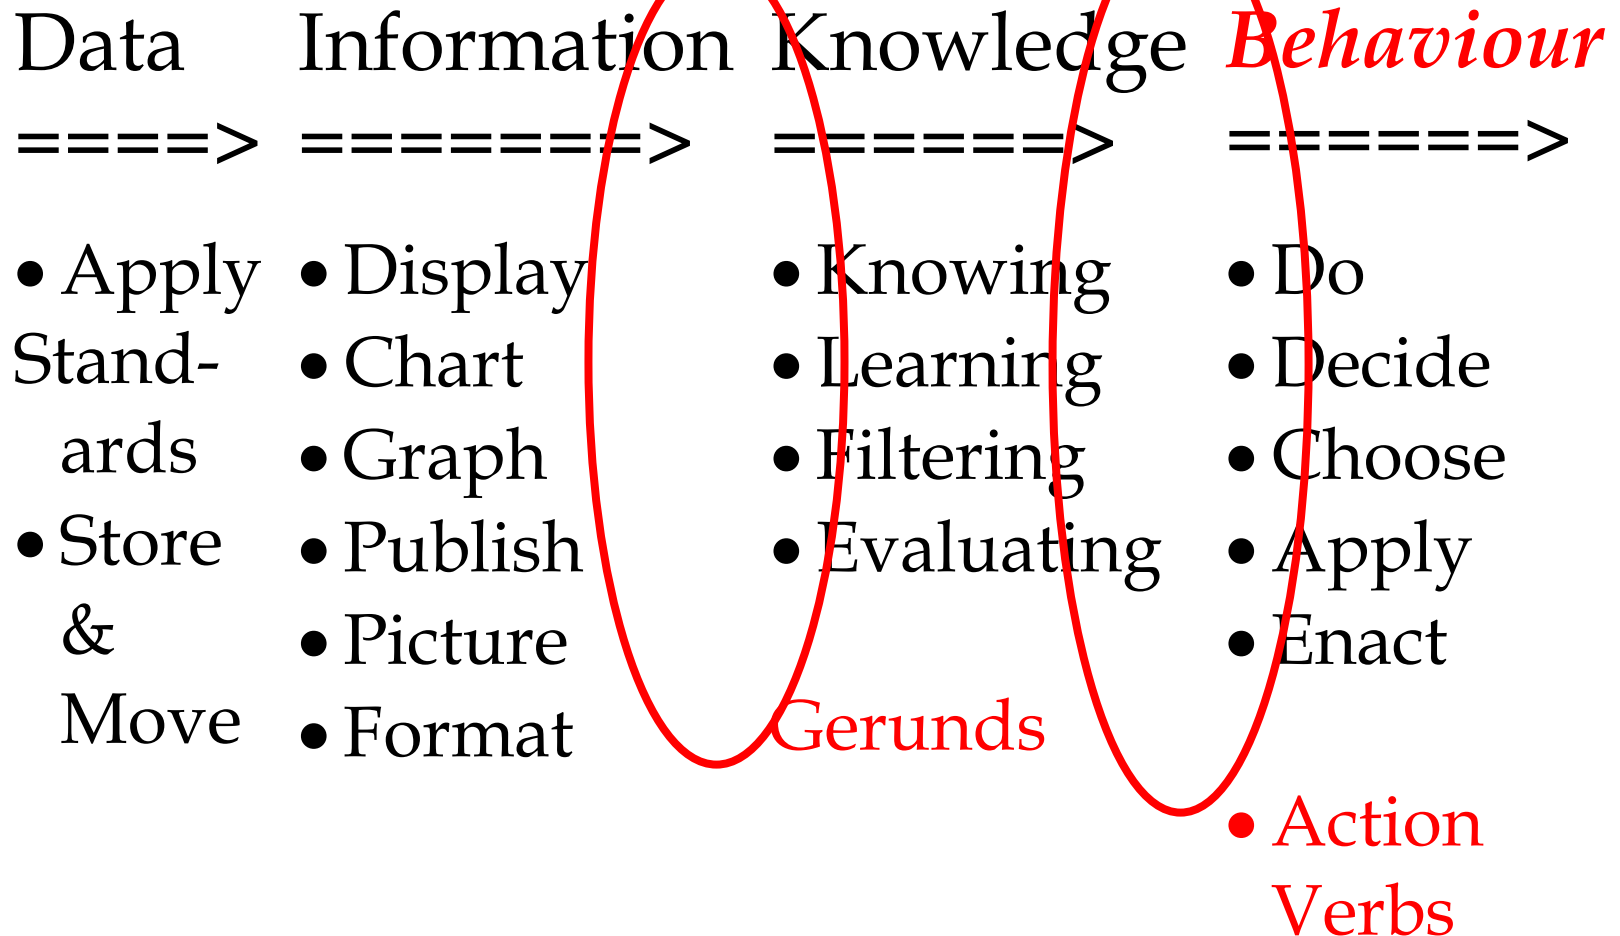 Data
====>
• Apply
Stand-
ards
• Store
&
Move
Information
=======>
• Display
• Chart
• Graph
• Publish
• Picture
• Format
Knowledge
======>
• Knowing
• Learning
• Filtering
• Evaluating
Gerunds
Behaviour
======>
• Do
• Decide
• Choose
• Apply
• Enact
• Action
Verbs